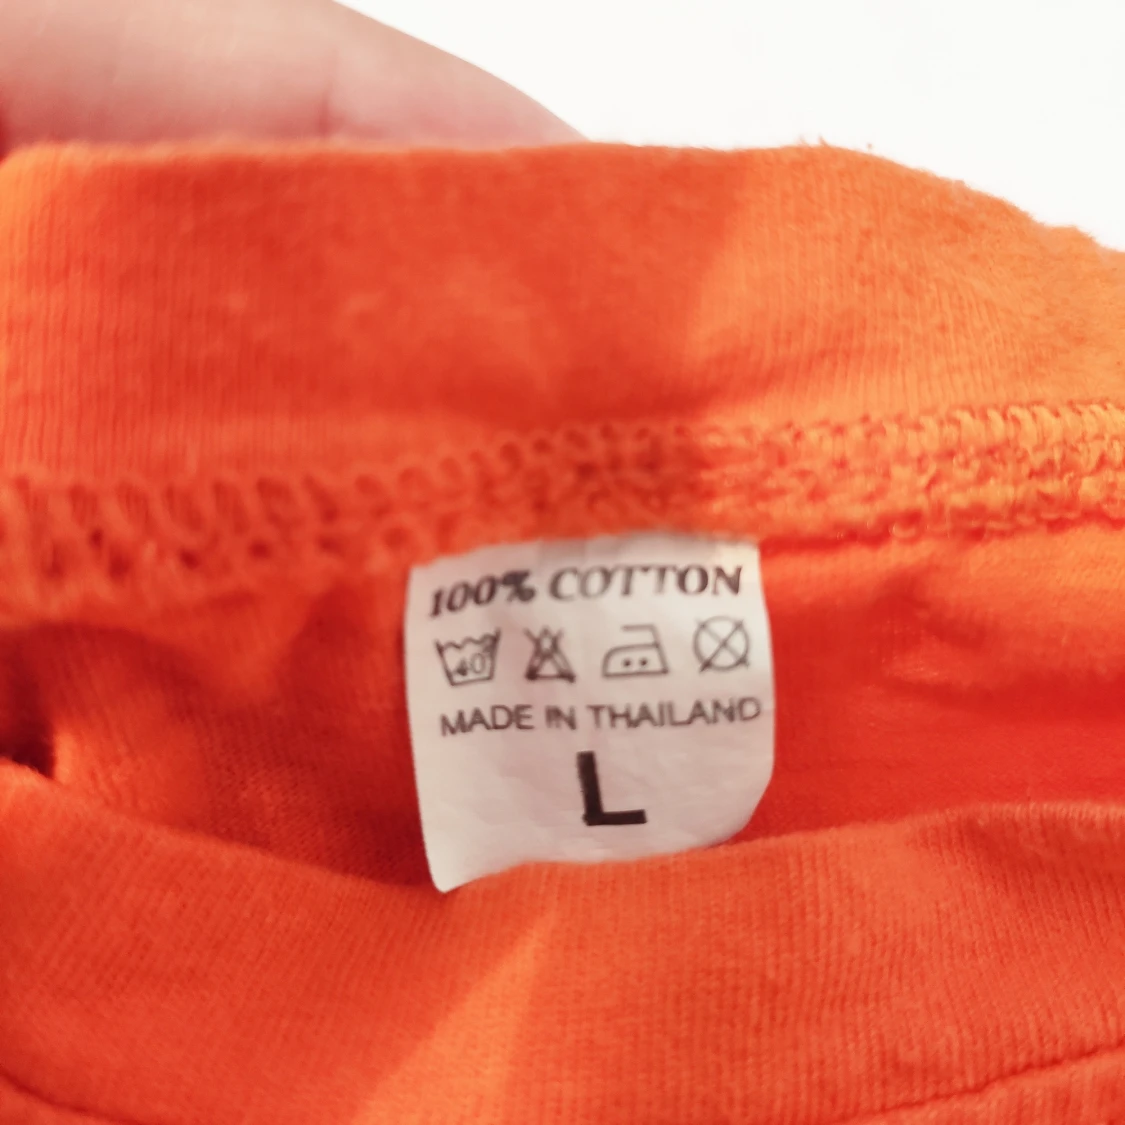 100% COTTON
40
MADE IN THAILAND
L